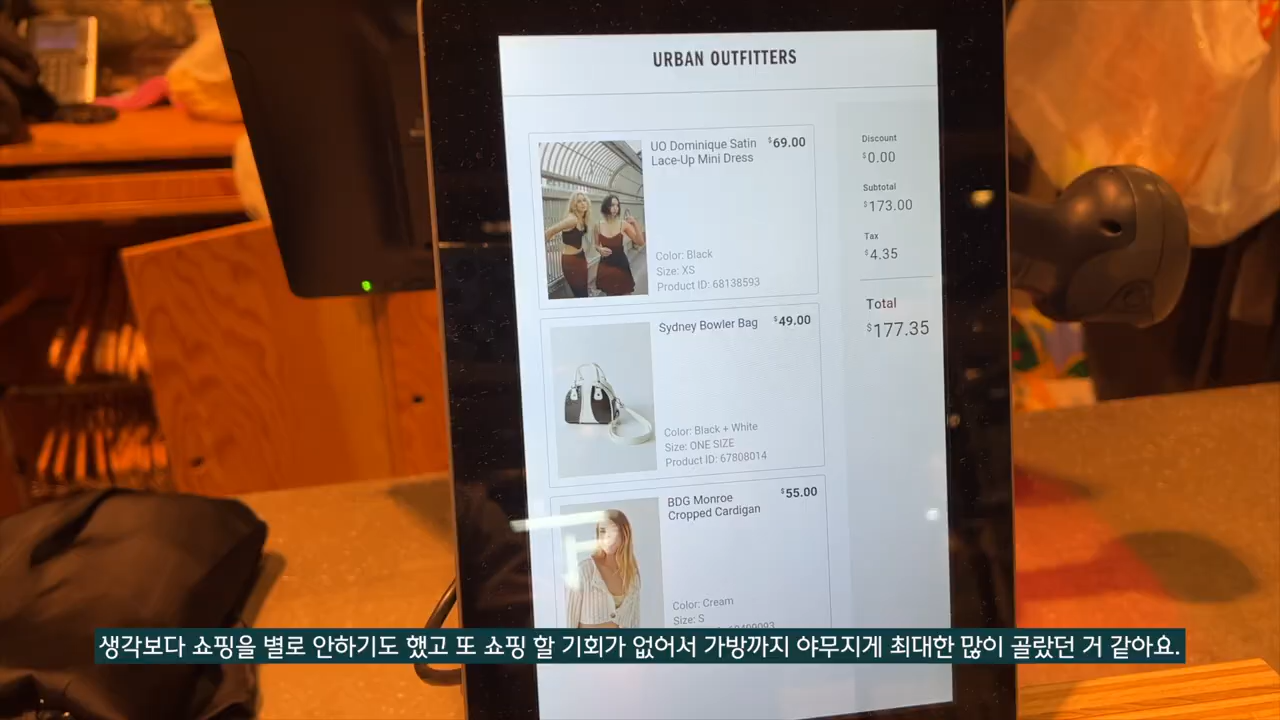 URBAN OUTFITTERS
UO Dominique Satin $69.00
Lace-Up Mini Dress
Color: Black
Size: XS
Product ID: 68138593
Sydney Bowler Bag $49.00
Color: Black + White
Size: ONE SIZE
Product ID: 67808014
BDG Monroe $55.00
Cropped Cardigan
Color: Cream
Size: S
Discount
$0.00
Subtotal
$173.00
Tax
$4.35
Total
$177.35
생각보다 쇼핑을 별로 안하기도 했고 또 쇼핑 할 기회가 없어서 가방까지 야무지게 최대한 많이 골랐던 거 같아요.